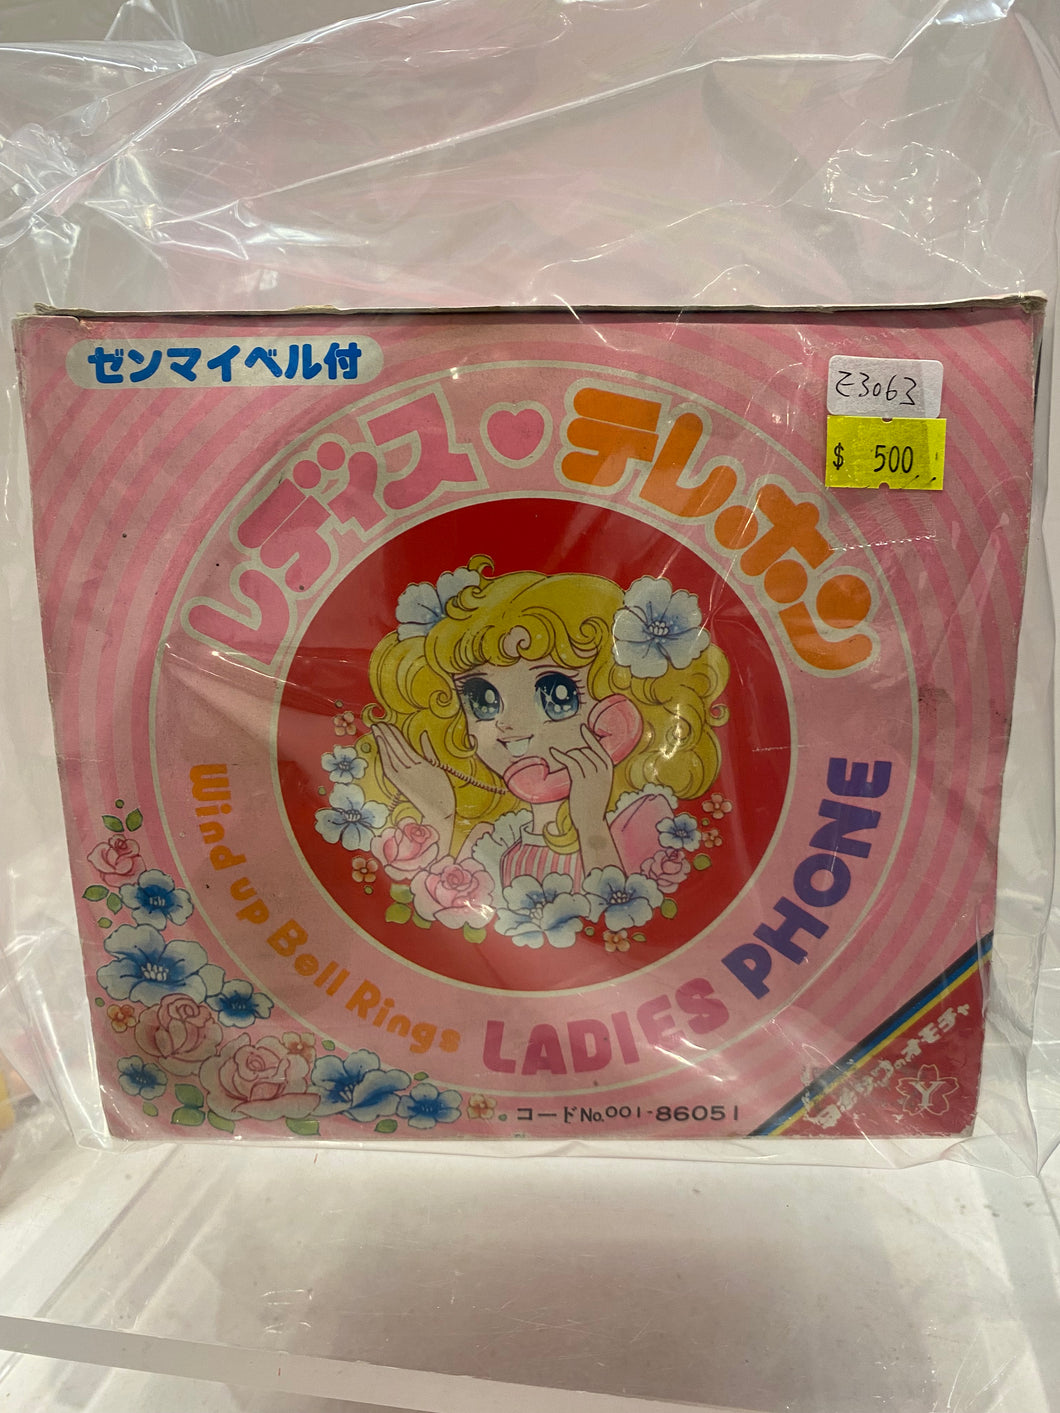 ゼンマイベル付
レディス♡テレホン
Z3063
$ 500
Wind up Bell Rings
LADIES PHONE
コードNo.001-86051
Y